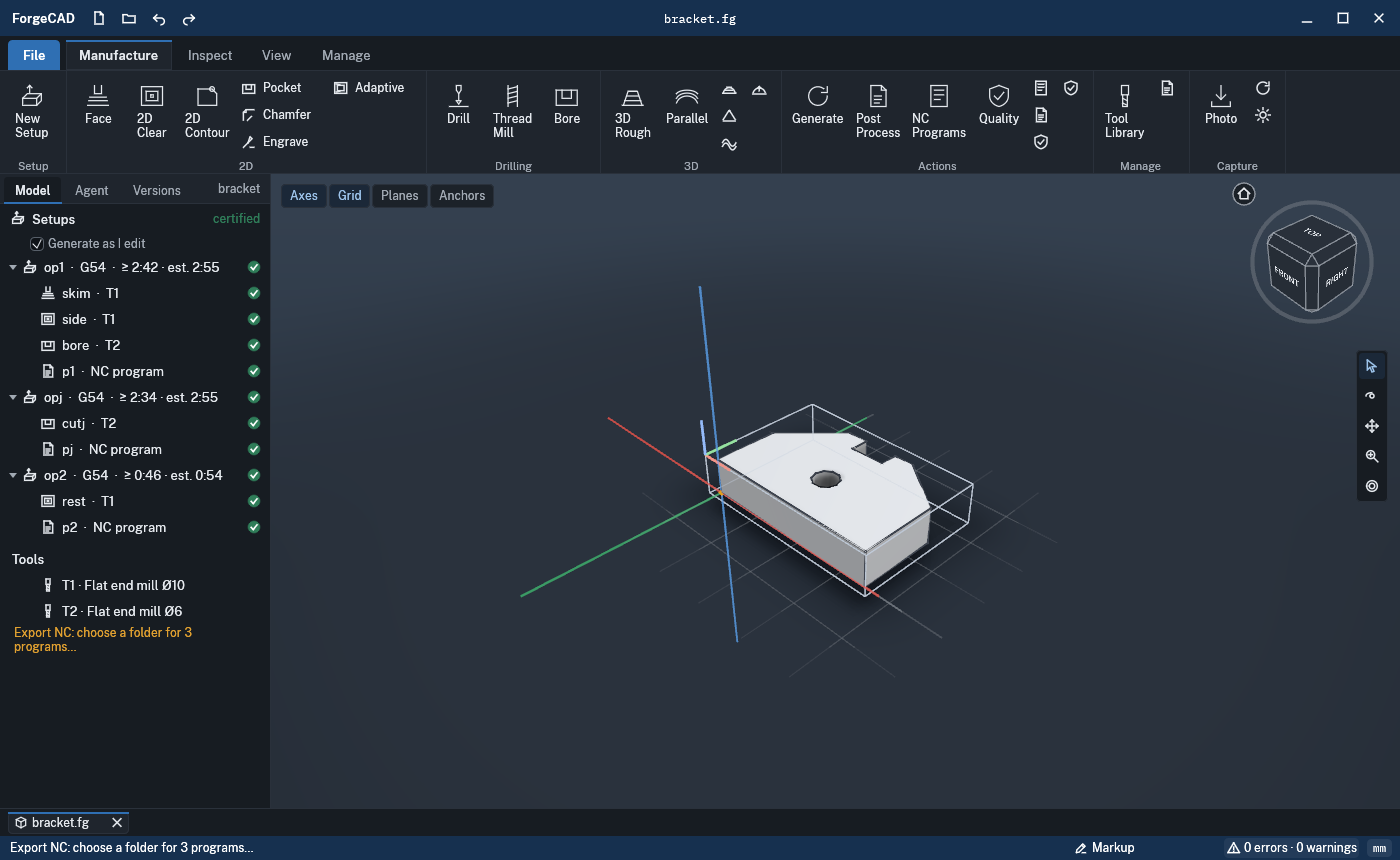 ForgeCAD
bracket.fg
File
Manufacture
Inspect
View
Manage
New Setup
Setup
Face
2D Clear
2D Contour
Pocket
Chamfer
Engrave
Adaptive
2D
Drill
Thread Mill
Bore
Drilling
3D Rough
Parallel
3D
Generate
Post Process
NC Programs
Quality
Actions
Tool Library
Manage
Photo
Capture
Model
Agent
Versions
bracket
Setups
certified
Generate as I edit
op1 · G54 · ≥ 2:42 · est. 2:55
skim · T1
side · T1
bore · T2
p1 · NC program
opj · G54 · ≥ 2:34 · est. 2:55
cutj · T2
pj · NC program
op2 · G54 · ≥ 0:46 · est. 0:54
rest · T1
p2 · NC program
Tools
T1 · Flat end mill Ø10
T2 · Flat end mill Ø6
Export NC: choose a folder for 3
programs...
Axes
Grid
Planes
Anchors
TOP
FRONT
RIGHT
bracket.fg
Export NC: choose a folder for 3 programs...
Markup
0 errors · 0 warnings
mm